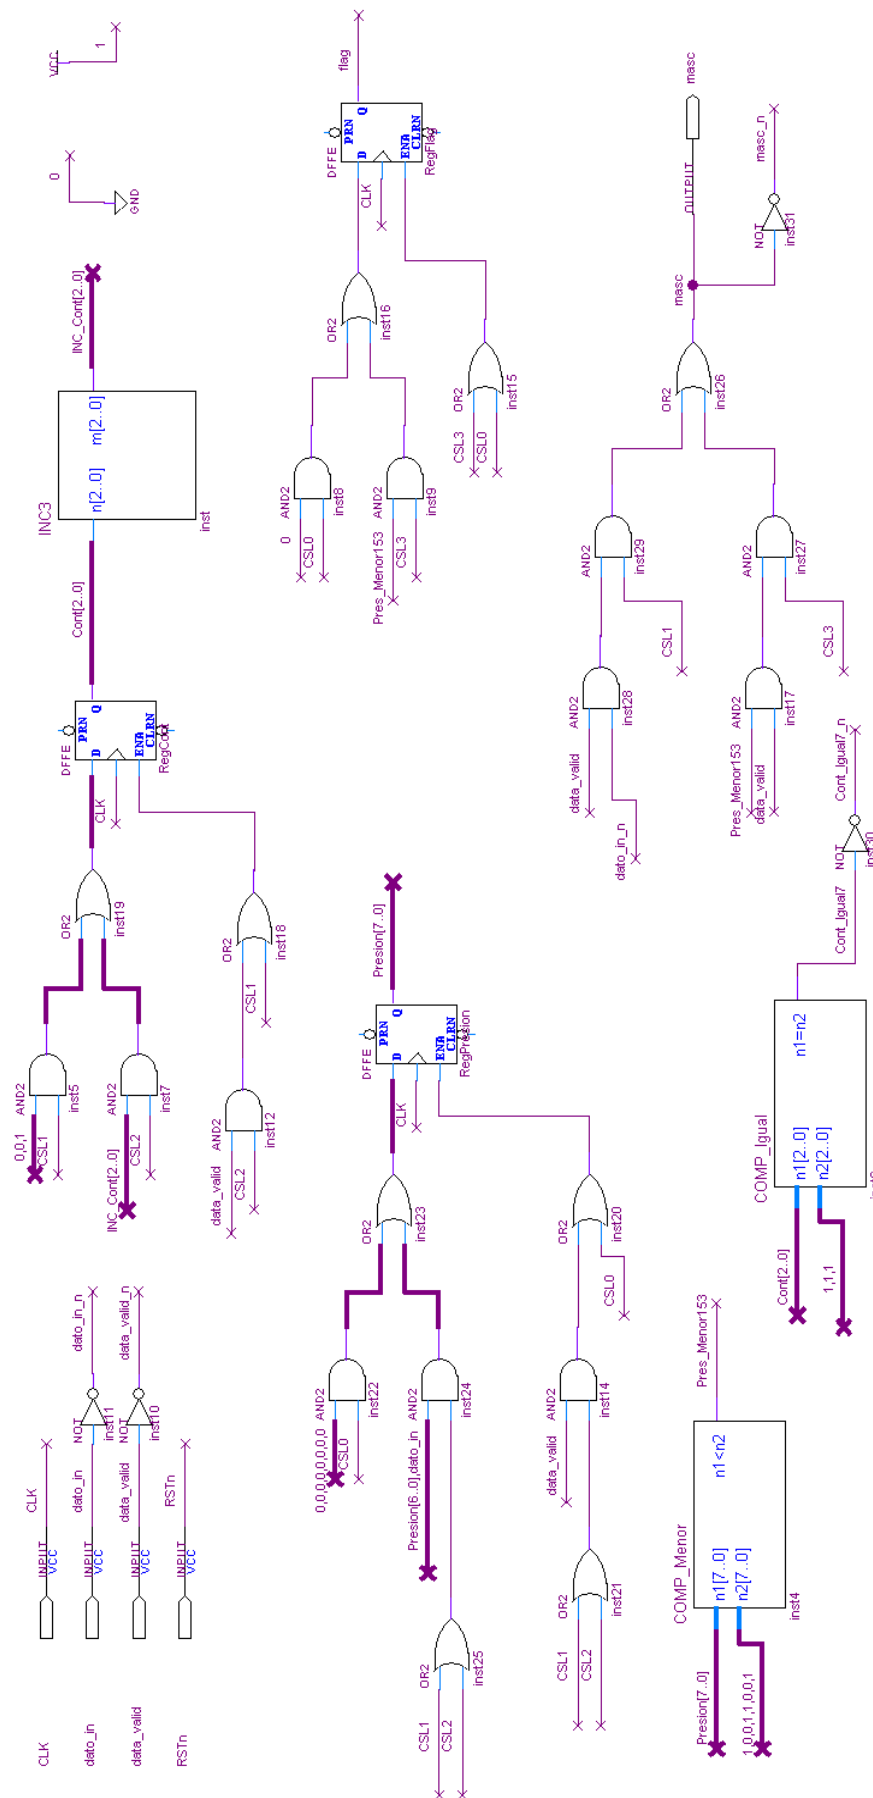 VCC
1
0
GND
INC_Cont[2..0]
INC3
n[2..0]
m[2..0]
inst
Cont[2..0]
DFFE
PRN
D
Q
ENA
CLRN
CLK
OR2
inst19
AND2
inst5
0,0,1
CSL1
AND2
inst7
INC_Cont[2..0]
CSL2
OR2
inst18
CSL1
AND2
inst12
data_valid
CSL2
flag
DFFE
PRN
D
Q
ENA
CLRN
RegFlag
CLK
OR2
inst16
AND2
inst8
0
CSL0
AND2
inst9
Pres_Menor153
CSL3
OR2
inst15
CSL3
CSL0
masc
OUTPUT
masc
masc_n
NOT
inst31
OR2
inst26
AND2
inst29
CSL1
AND2
inst27
CSL3
AND2
inst28
data_valid
dato_in_n
AND2
inst17
Pres_Menor153
data_valid
Presion[7..0]
DFFE
PRN
D
Q
ENA
CLRN
RegPresion
CLK
OR2
inst23
AND2
inst22
0,0,0,0,0,0,0,0
CSL0
AND2
inst24
Presion[6..0],dato_in
OR2
inst25
CSL1
CSL2
OR2
inst20
CSL0
AND2
inst14
data_valid
OR2
inst21
CSL1
CSL2
COMP_Igual
n1[2..0]
n2[2..0]
n1=n2
Cont[2..0]
1,1,1
Cont_Igual7
NOT
inst30
Cont_Igual7_n
COMP_Menor
n1[7..0]
n2[7..0]
n1<n2
inst4
Presion[7..0]
1,0,0,1,1,0,0,1
Pres_Menor153
CLK
INPUT
VCC
CLK
dato_in
INPUT
VCC
dato_in
NOT
inst11
dato_in_n
data_valid
INPUT
VCC
data_valid
NOT
inst10
data_valid_n
RSTn
INPUT
VCC
RSTn